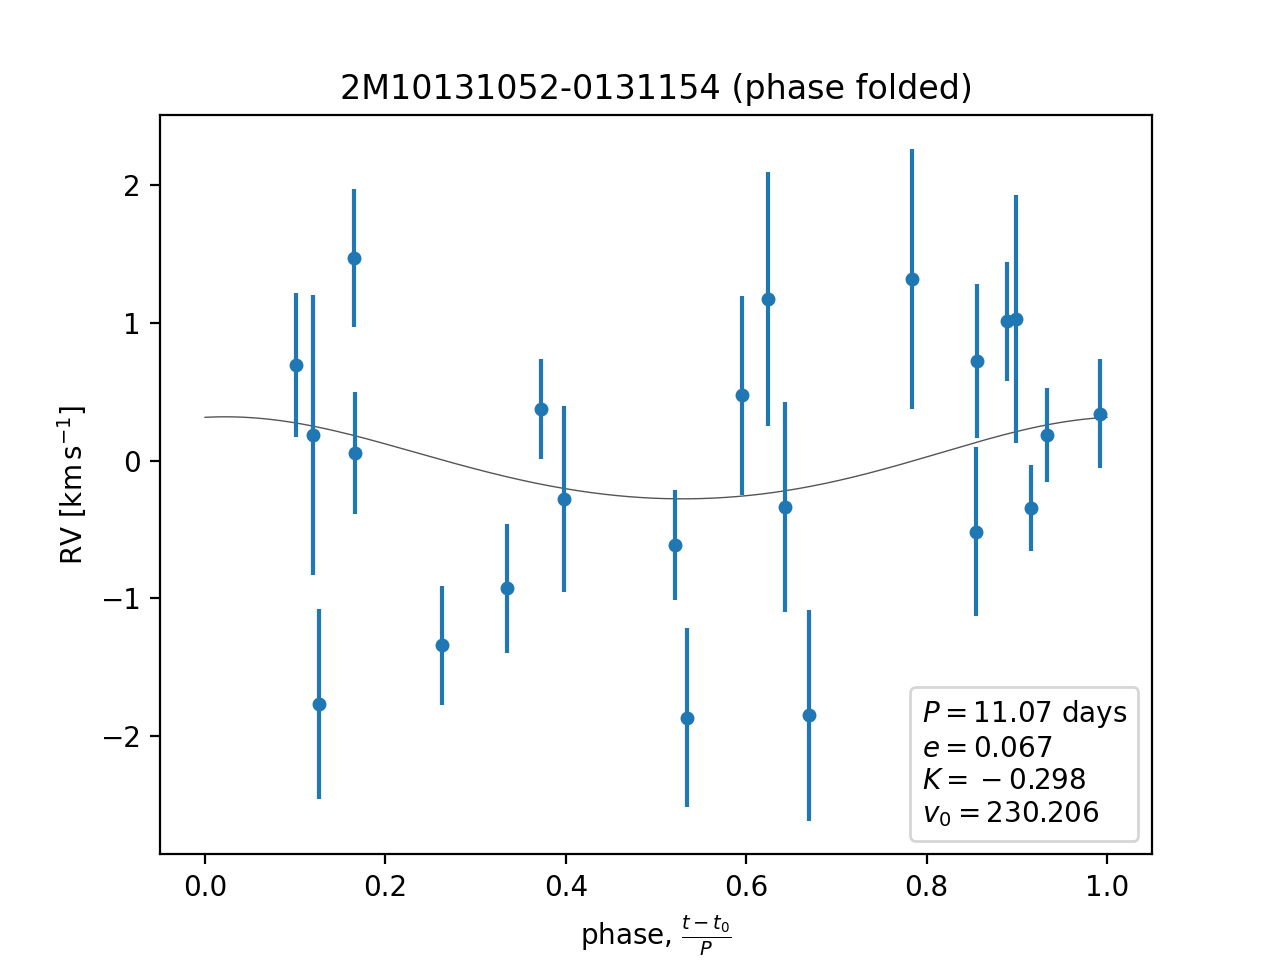 2M10131052-0131154 (phase folded)
RV [km s⁻¹]
2
1
0
−1
−2
P = 11.07 days
e = 0.067
K = −0.298
v₀ = 230.206
0.0 0.2 0.4 0.6 0.8 1.0
phase, (t − t₀)/P